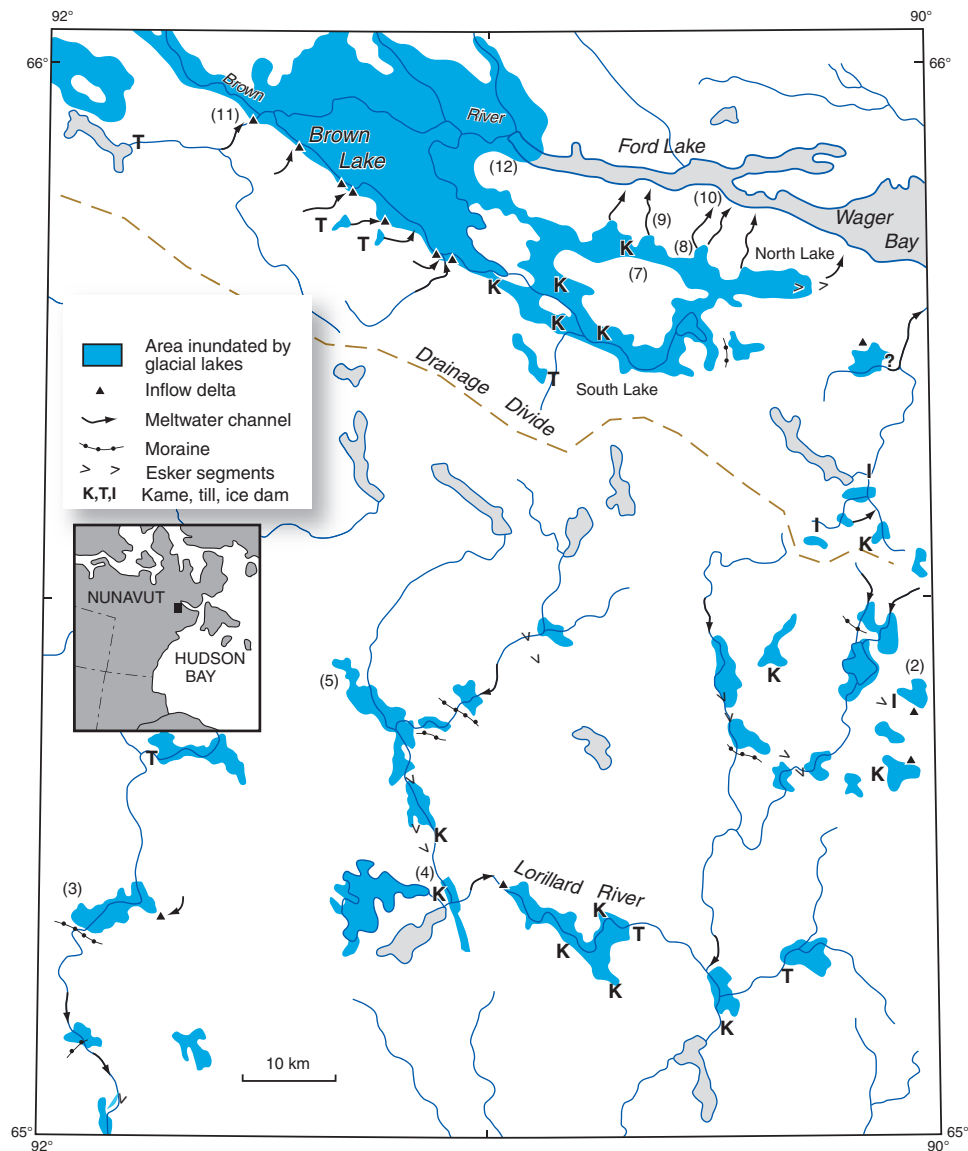 92°
90°
66°
66°
Brown
(11)
River
T
Brown
Lake
Ford Lake
(12)
(10)
T
(9)
Wager
Bay
T
K
(8)
North Lake
(7)
K
K
>
>
K
K
?
T
South Lake
Drainage
Divide
Area inundated by
glacial lakes
Inflow delta
Meltwater channel
Moraine
> >
Esker segments
K,T,I
Kame, till, ice dam
I
I
K
NUNAVUT
HUDSON
BAY
(5)
K
(2)
I
T
K
K
(4)
(3)
K
Lorillard River
K
K
T
T
K
K
10 km
65°
65°
92°
90°